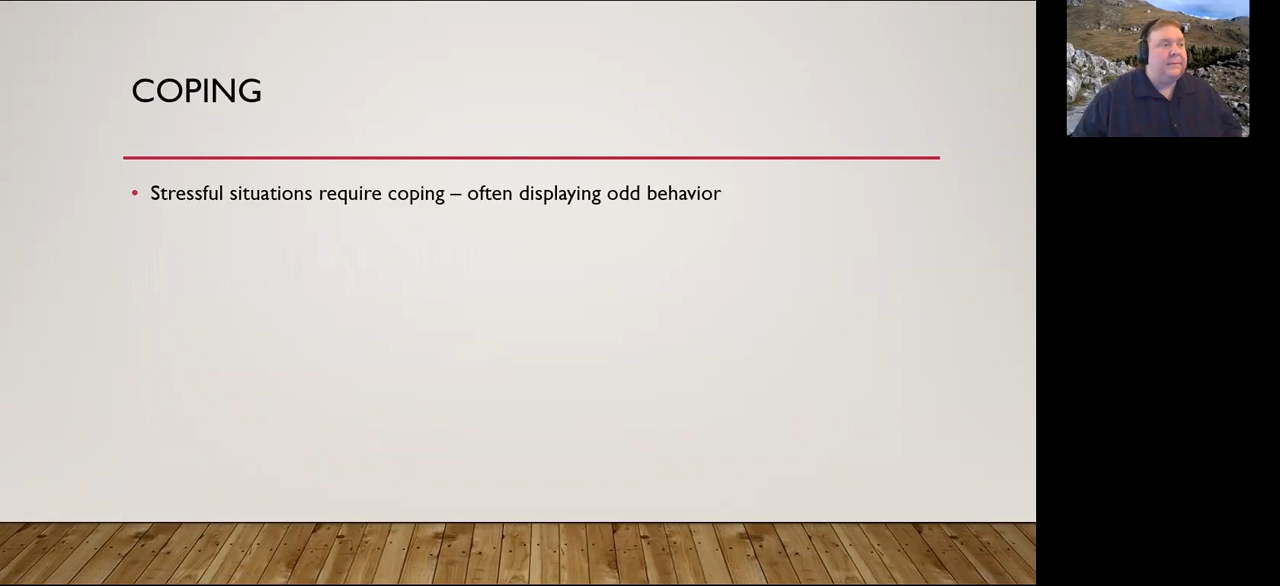 COPING
• Stressful situations require coping – often displaying odd behavior